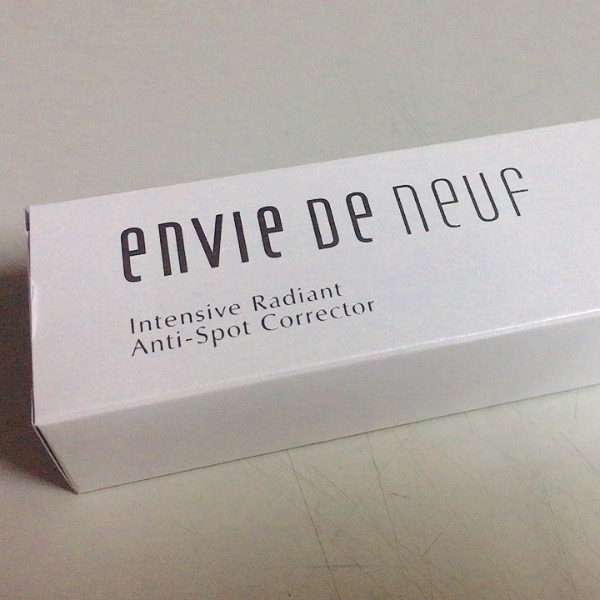 envie de neuf
Intensive Radiant
Anti-Spot Corrector